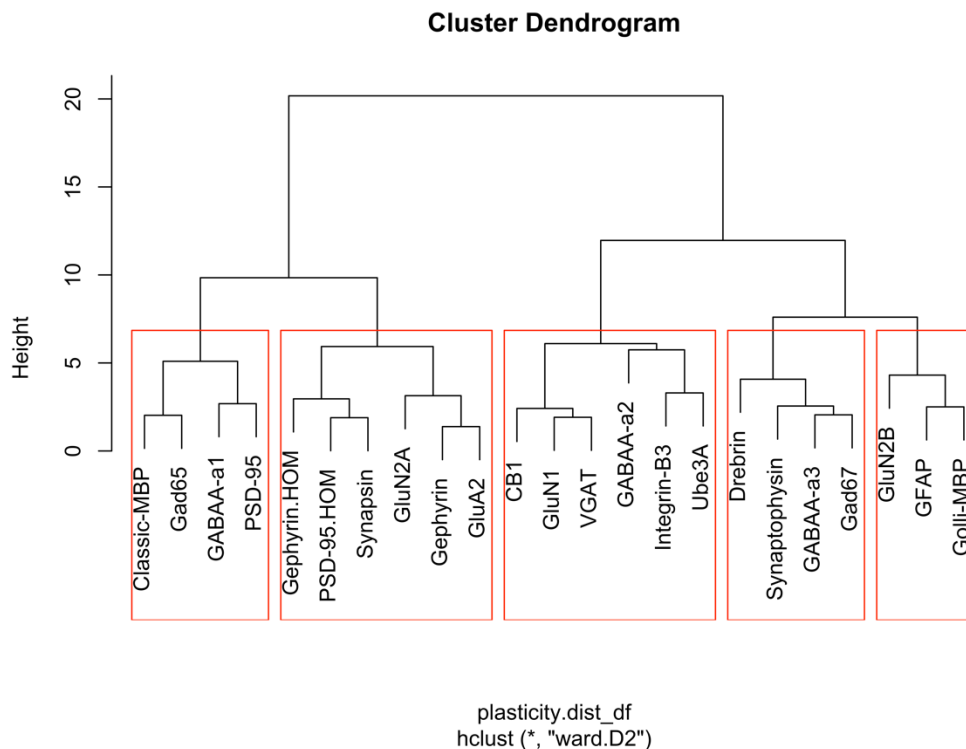 Cluster Dendrogram
Height
20
15
10
5
0
Classic-MBP
Gad65
GABAA-a1
PSD-95
Gephyrin.HOM
PSD-95.HOM
Synapsin
GluN2A
Gephyrin
GluA2
CB1
GluN1
VGAT
GABAA-a2
Integrin-B3
Ube3A
Drebrin
Synaptophysin
GABAA-a3
Gad67
GluN2B
GFAP
Golli-MBP
plasticity.dist_df
hclust (*, "ward.D2")